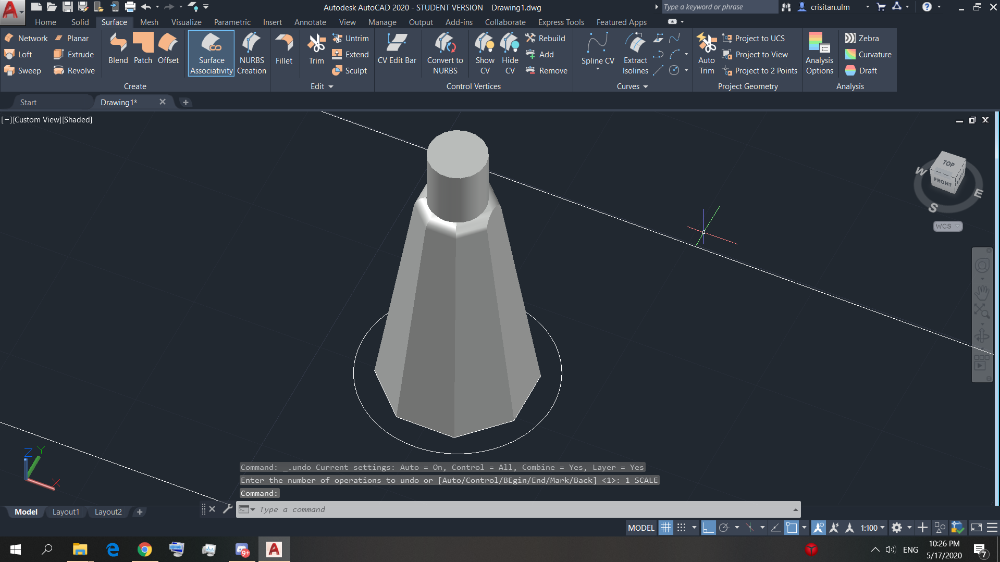 Autodesk AutoCAD 2020 - STUDENT VERSION Drawing1.dwg
Type a keyword or phrase
crisitan.ulm
Home Solid Surface Mesh Visualize Parametric Insert Annotate View Manage Output Add-ins Collaborate Express Tools Featured Apps
Network Planar
Loft Extrude
Sweep Revolve
Blend Patch Offset
Surface Associativity
NURBS Creation
Create
Fillet
Trim
Untrim
Extend
Sculpt
Edit
CV Edit Bar
Convert to NURBS
Show CV
Hide CV
Rebuild
Add
Remove
Control Vertices
Spline CV
Extract Isolines
Curves
Auto Trim
Project to UCS
Project to View
Project to 2 Points
Project Geometry
Analysis Options
Zebra
Curvature
Draft
Analysis
Start
Drawing1*
[−][Custom View][Shaded]
TOP
FRONT
W
E
S
WCS
Z Y
X
Command: _.undo Current settings: Auto = On, Control = All, Combine = Yes, Layer = Yes
Enter the number of operations to undo or [Auto/Control/BEgin/End/Mark/Back] <1>: 1 SCALE
Command:
Type a command
Model Layout1 Layout2
MODEL
1:100
9+
ENG
10:26 PM
5/17/2020
7